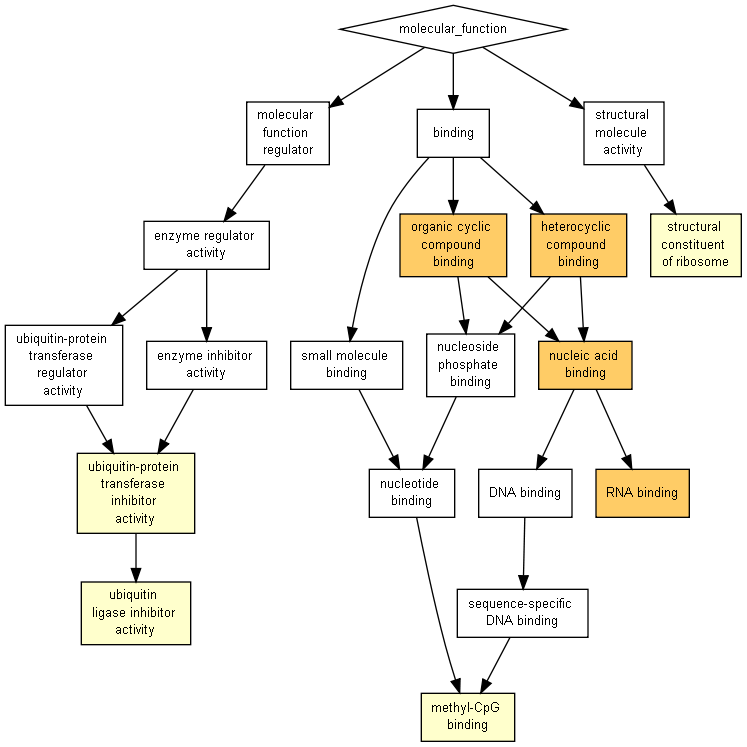 molecular_function
molecular
function
regulator
binding
structural
molecule
activity
enzyme regulator
activity
organic cyclic
compound
binding
heterocyclic
compound
binding
structural
constituent
of ribosome
ubiquitin-protein
transferase
regulator
activity
enzyme inhibitor
activity
small molecule
binding
nucleoside
phosphate
binding
nucleic acid
binding
ubiquitin-protein
transferase
inhibitor
activity
nucleotide
binding
DNA binding
RNA binding
ubiquitin
ligase inhibitor
activity
sequence-specific
DNA binding
methyl-CpG
binding